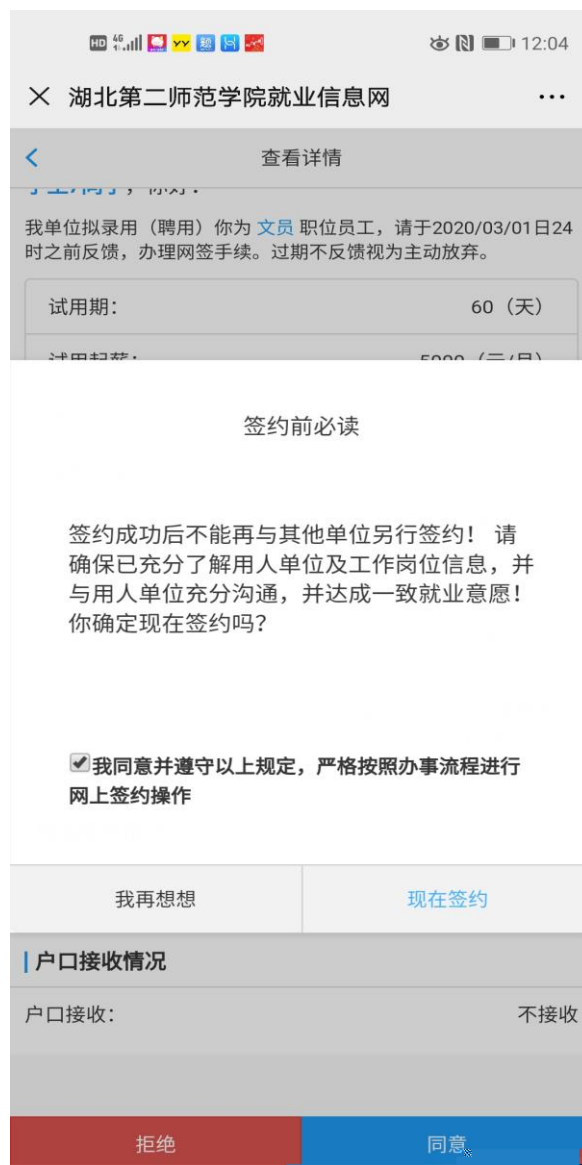 HD 4G YY 12:04
湖北第二师范学院就业信息网
查看详情
我单位拟录用（聘用）你为 文员 职位员工，请于2020/03/01日24
时之前反馈，办理网签手续。过期不反馈视为主动放弃。
试用期： 60（天）
签约前必读
签约成功后不能再与其他单位另行签约！ 请
确保已充分了解用人单位及工作岗位信息，并
与用人单位充分沟通，并达成一致就业意愿！
你确定现在签约吗？
我同意并遵守以上规定，严格按照办事流程进行
网上签约操作
我再想想 现在签约
户口接收情况
户口接收： 不接收
拒绝 同意